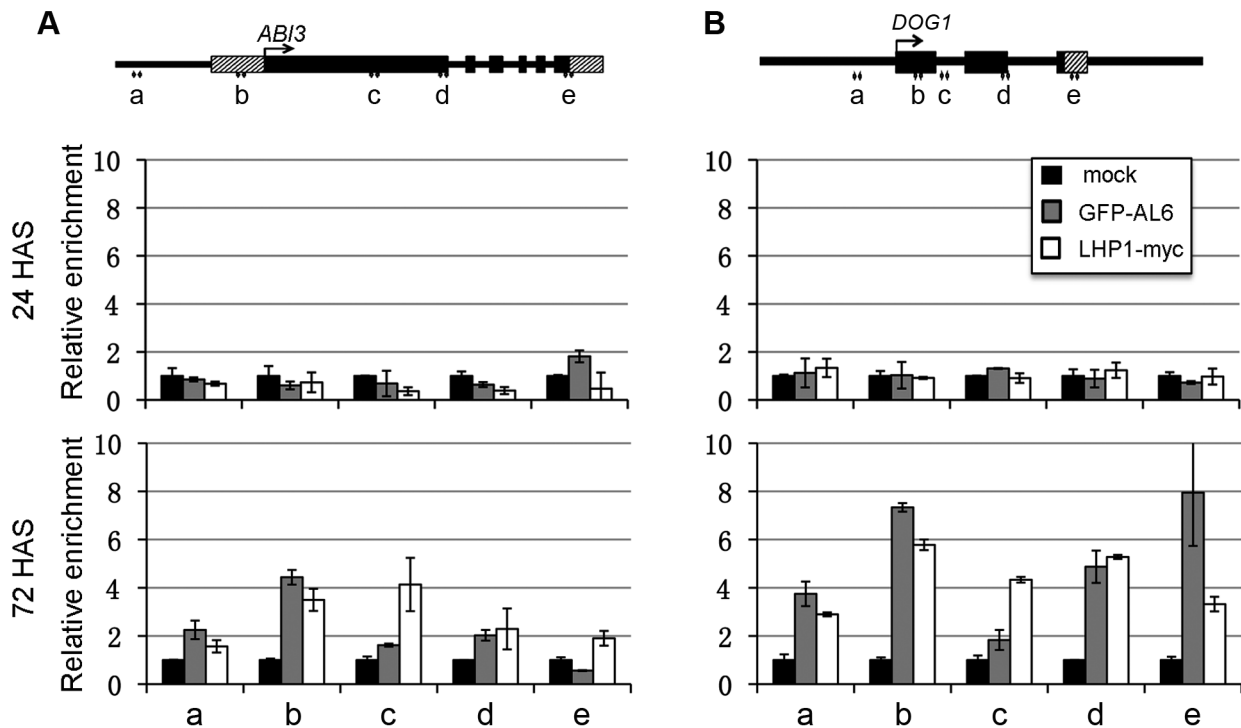 A
ABI3
a b c d e
B
DOG1
a b c d e
24 HAS
Relative enrichment
10
8
6
4
2
0
10
8
6
4
2
0
mock
GFP-AL6
LHP1-myc
72 HAS
Relative enrichment
10
8
6
4
2
0
a b c d e
10
8
6
4
2
0
a b c d e